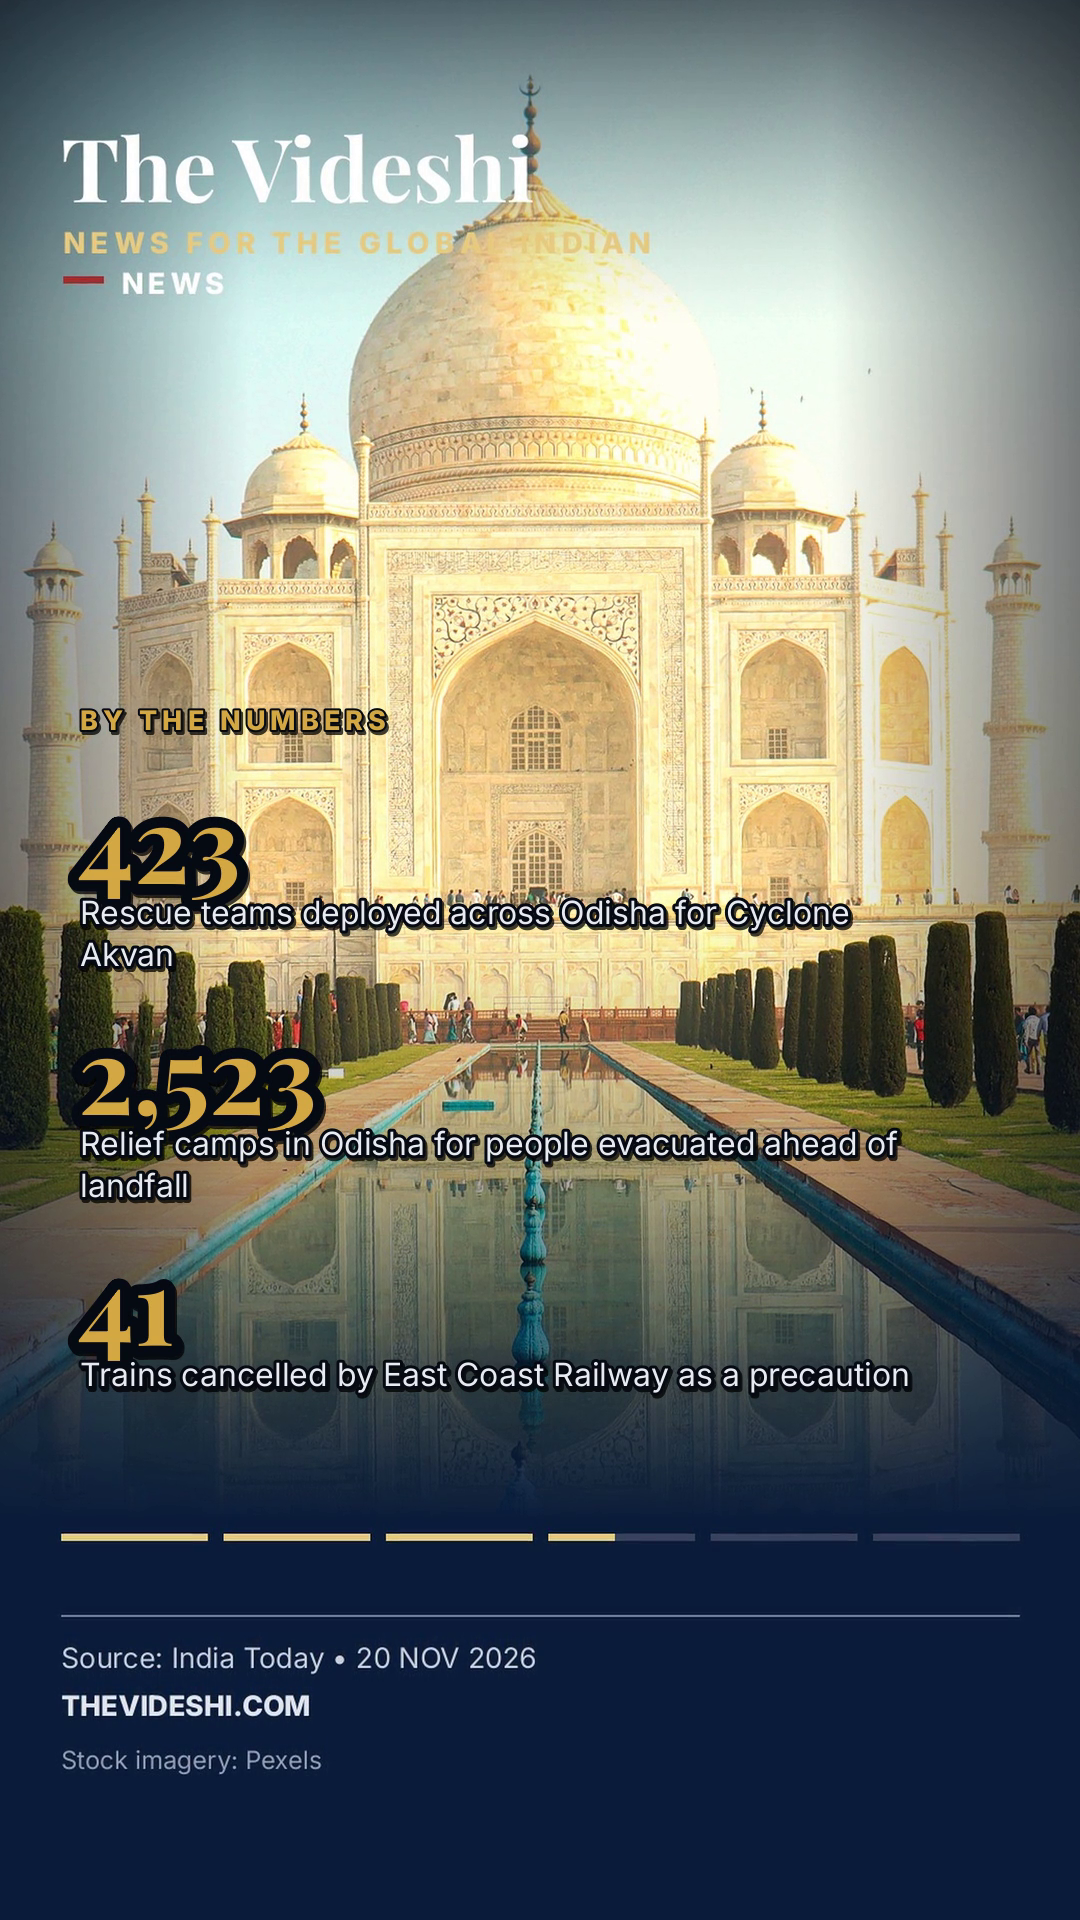 The Videshi
NEWS FOR THE GLOBAL INDIAN
NEWS
BY THE NUMBERS
423
Rescue teams deployed across Odisha for Cyclone
Akvan
2,523
Relief camps in Odisha for people evacuated ahead of
landfall
41
Trains cancelled by East Coast Railway as a precaution
Source: India Today • 20 NOV 2026
THEVIDESHI.COM
Stock imagery: Pexels